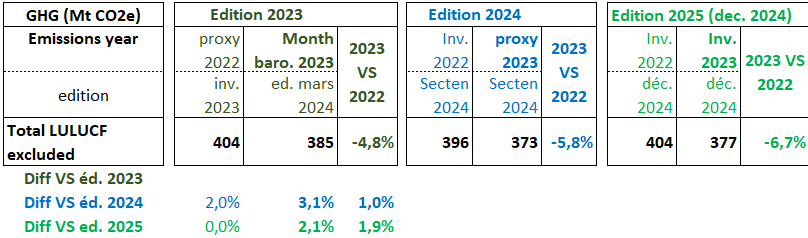 GHG (Mt CO2e) Edition 2023 Edition 2024 Edition 2025 (dec. 2024)
Emissions year proxy 2022 Month baro. 2023 2023 VS 2022 Inv. 2022 proxy 2023 2023 VS 2022 Inv. 2022 Inv. 2023 2023 VS 2022
edition inv. 2023 ed. mars 2024 Secten 2024 Secten 2024 déc. 2024 déc. 2024
Total LULUCF excluded 404 385 -4,8% 396 373 -5,8% 404 377 -6,7%
Diff VS éd. 2023
Diff VS éd. 2024 2,0% 3,1% 1,0%
Diff VS ed. 2025 0,0% 2,1% 1,9%